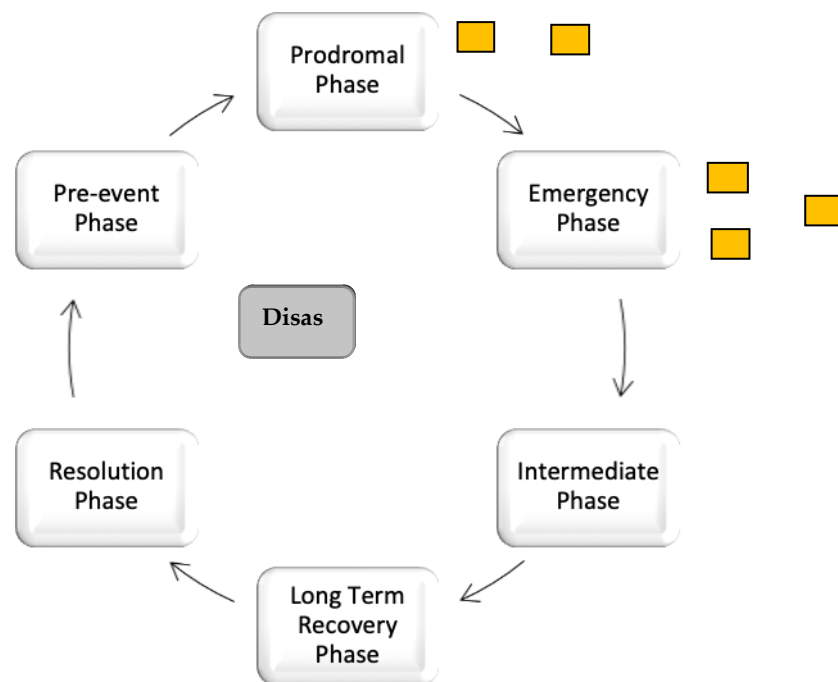 Prodromal
Phase
Pre-event
Phase
Emergency
Phase
Disas
Resolution
Phase
Intermediate
Phase
Long Term
Recovery
Phase